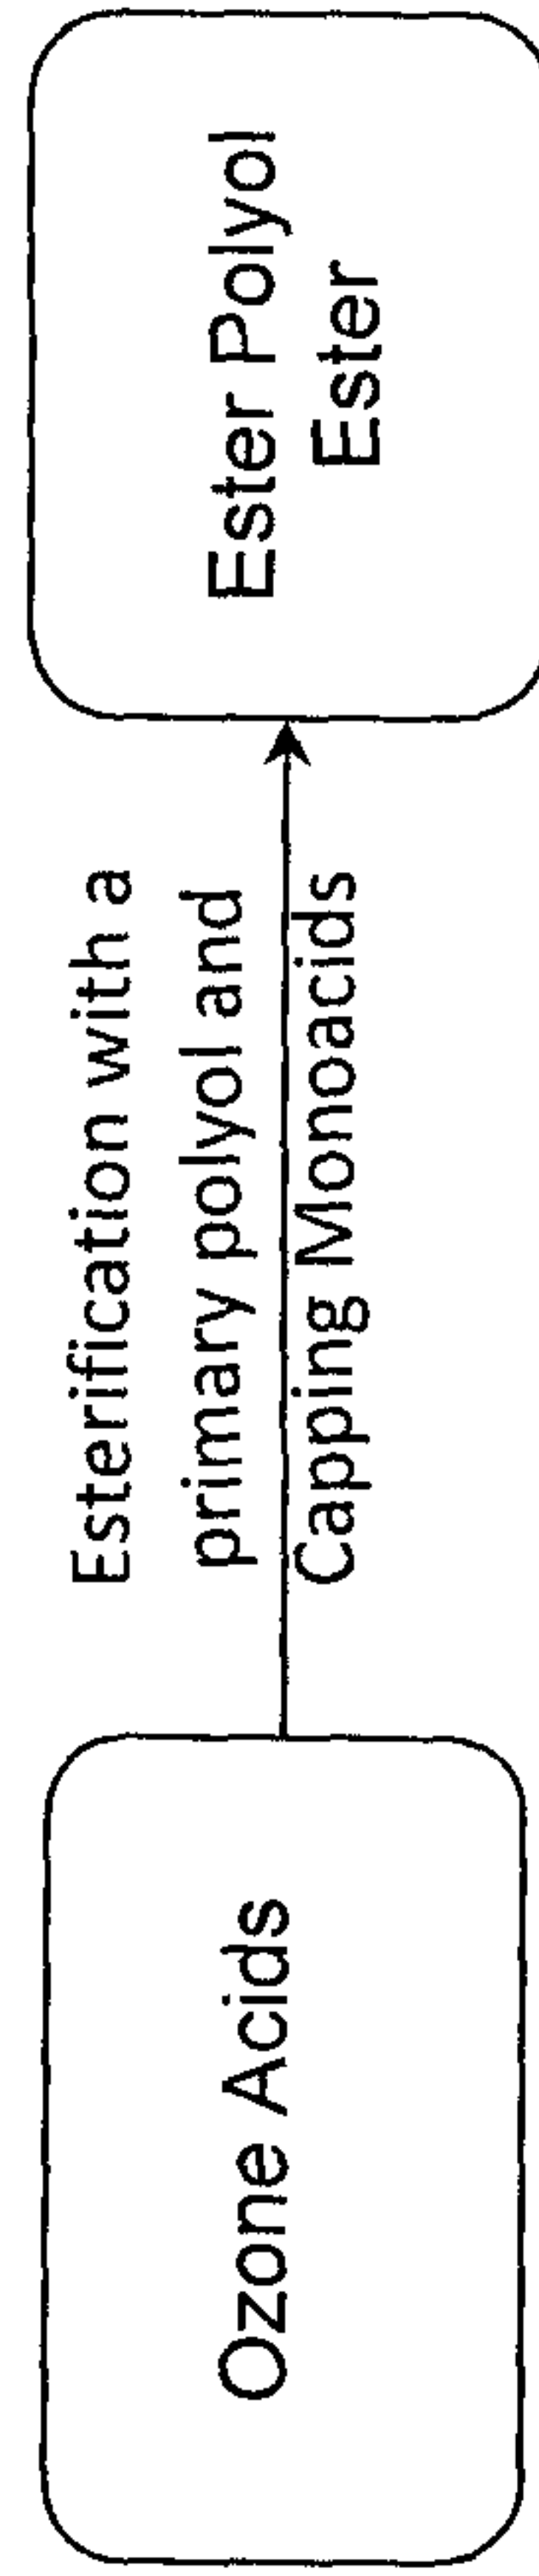 Ozone Acids
Esterification with a
primary polyol and
Capping Monoacids
Ester Polyol
Ester